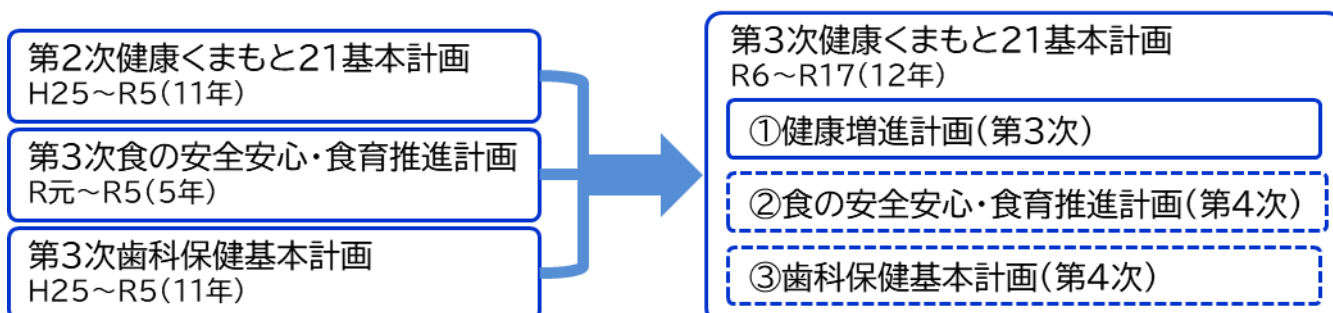 第2次健康くまもと21基本計画
H25～R5(11年)
第3次食の安全安心・食育推進計画
R元～R5(5年)
第3次歯科保健基本計画
H25～R5(11年)
第3次健康くまもと21基本計画
R6～R17(12年)
①健康増進計画(第3次)
②食の安全安心・食育推進計画(第4次)
③歯科保健基本計画(第4次)